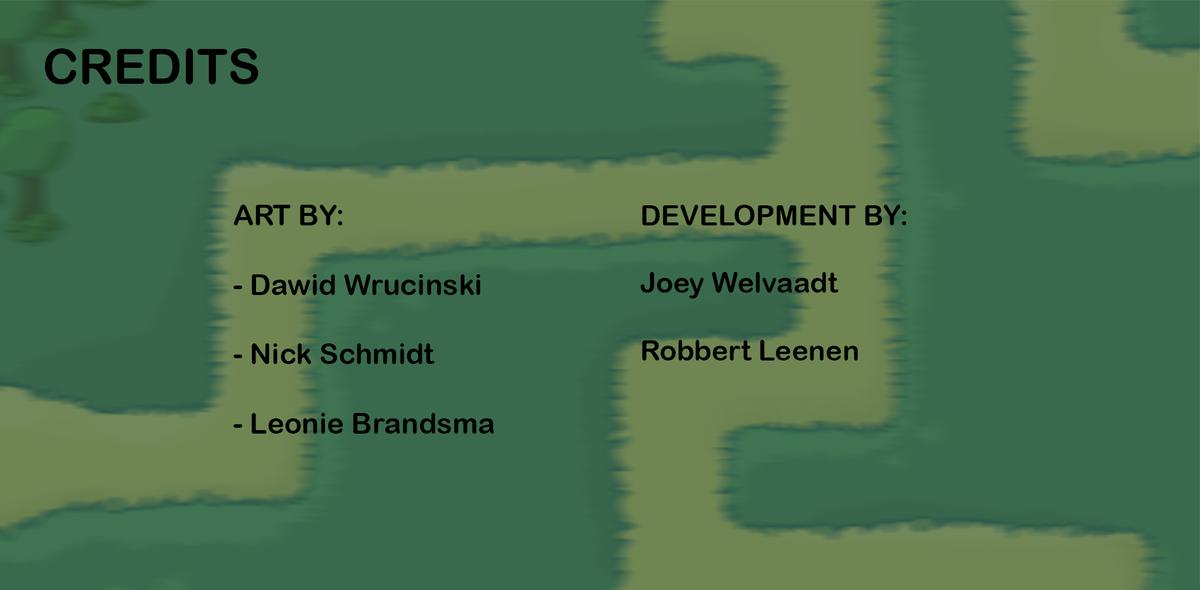 CREDITS
ART BY:
- Dawid Wrucinski
- Nick Schmidt
- Leonie Brandsma
DEVELOPMENT BY:
Joey Welvaadt
Robbert Leenen